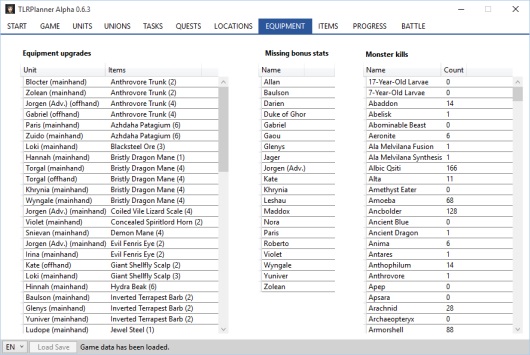 TLRPlanner Alpha 0.6.3
START GAME UNITS UNIONS TASKS QUESTS LOCATIONS EQUIPMENT ITEMS PROGRESS BATTLE
Equipment upgrades
Unit Items
Blocter (mainhand) Anthrovore Trunk (2)
Zolean (mainhand) Anthrovore Trunk (2)
Jorgen (Adv.) (offhand) Anthrovore Trunk (4)
Gabriel (offhand) Anthrovore Trunk (4)
Paris (mainhand) Azhdaha Patagium (6)
Zuido (mainhand) Azhdaha Patagium (6)
Loki (mainhand) Blacksteel Ore (3)
Hannah (mainhand) Bristly Dragon Mane (1)
Torgal (mainhand) Bristly Dragon Mane (2)
Torgal (offhand) Bristly Dragon Mane (4)
Khrynia (mainhand) Bristly Dragon Mane (4)
Wyngale (mainhand) Bristly Dragon Mane (4)
Jorgen (Adv.) (mainhand) Coiled Vile Lizard Scale (4)
Violet (mainhand) Concealed Spiritlord Horn (2)
Snievan (mainhand) Demon Mane (4)
Jorgen (Adv.) (mainhand) Evil Fenris Eye (2)
Irina (mainhand) Evil Fenris Eye (2)
Kate (offhand) Giant Shellfly Scalp (2)
Loki (mainhand) Giant Shellfly Scalp (3)
Hinnah (mainhand) Hydra Beak (6)
Baulson (mainhand) Inverted Terrapest Barb (2)
Glenys (mainhand) Inverted Terrapest Barb (2)
Yuniver (mainhand) Inverted Terrapest Barb (2)
Ludope (mainhand) Jewel Steel (1)
Missing bonus stats
Name
Allan
Baulson
Darien
Duke of Ghor
Gabriel
Gaou
Glenys
Jager
Jorgen (Adv.)
Kate
Khrynia
Leshau
Maddox
Nora
Paris
Roberto
Violet
Wyngale
Yuniver
Zolean
Monster kills
Name Count
17-Year-Old Larvae 0
7-Year-Old Larvae 0
Abaddon 14
Abelisk 1
Abominable Beast 0
Aeronite 6
Ala Melvilana Fusion 1
Ala Melvilana Synthesis 1
Albic Qsiti 166
Alta 11
Amethyst Eater 0
Amoeba 68
Ancbolder 128
Ancient Blue 0
Ancient Dragon 1
Anima 6
Antares 1
Anthophilum 14
Anthrovore 1
Apep 0
Apsara 0
Arachnid 28
Archaeopteryx 0
Armorshell 88
EN Load Save Game data has been loaded.